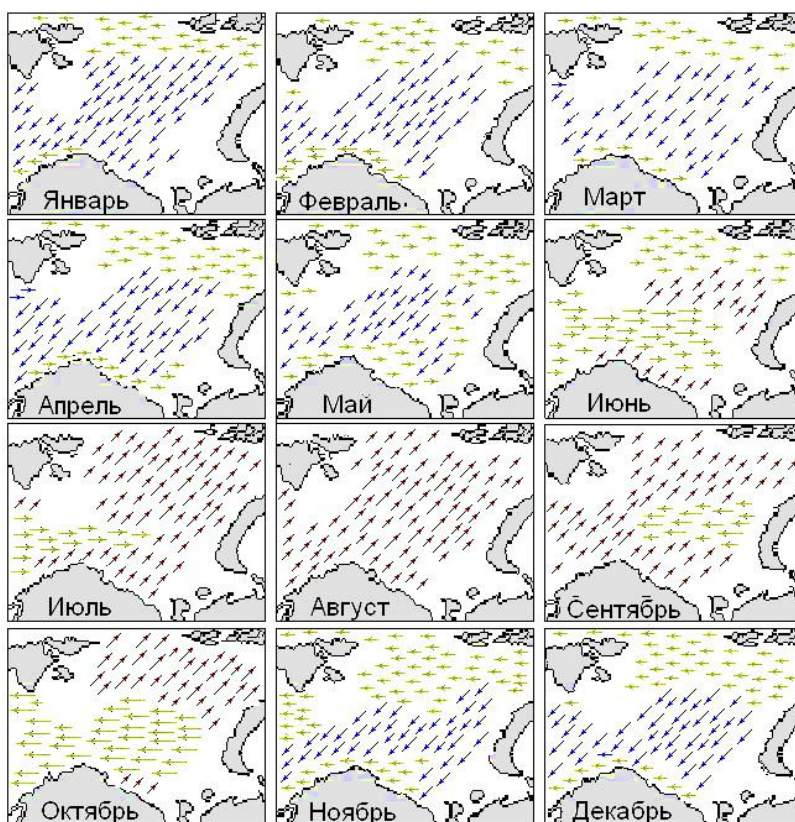 Январь
Февраль
Март
Апрель
Май
Июнь
Июль
Август
Сентябрь
Октябрь
Ноябрь
Декабрь